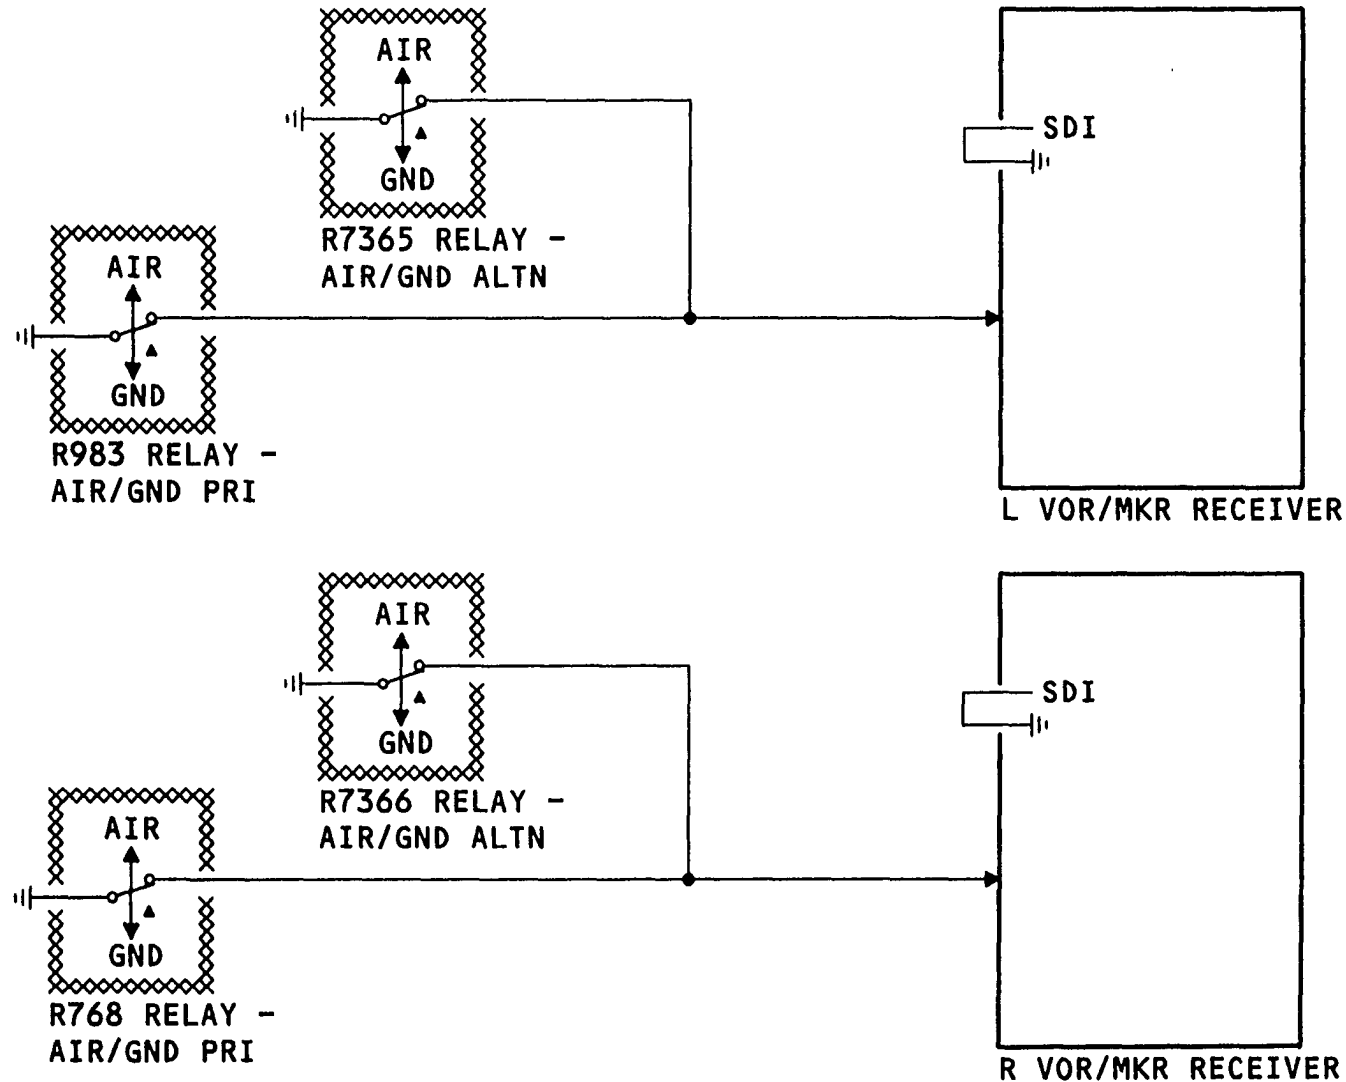 AIR
GND
R7365 RELAY -
AIR/GND ALTN
SDI
AIR
GND
R983 RELAY -
AIR/GND PRI
L VOR/MKR RECEIVER
AIR
GND
R7366 RELAY -
AIR/GND ALTN
SDI
AIR
GND
R768 RELAY -
AIR/GND PRI
R VOR/MKR RECEIVER